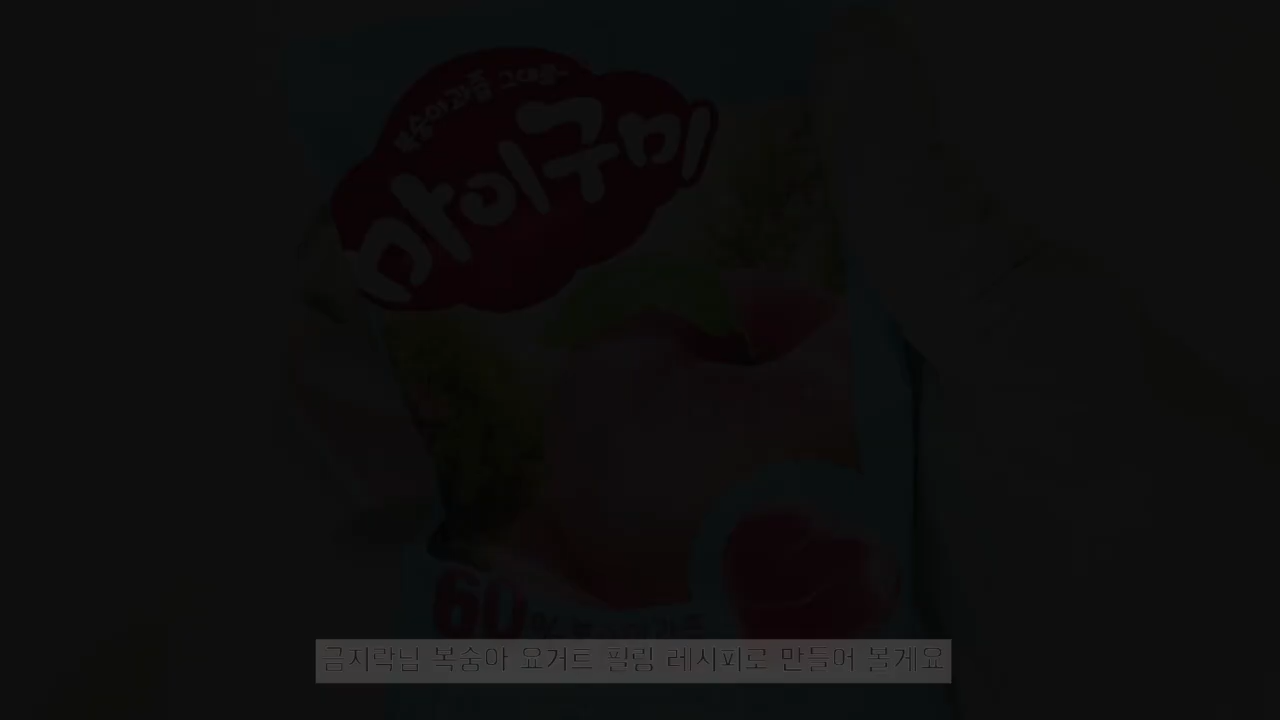 복숭아과즙 그대로~
마이구미
60%
금지락님 복숭아 요거트 필링 레시피로 만들어 볼게요